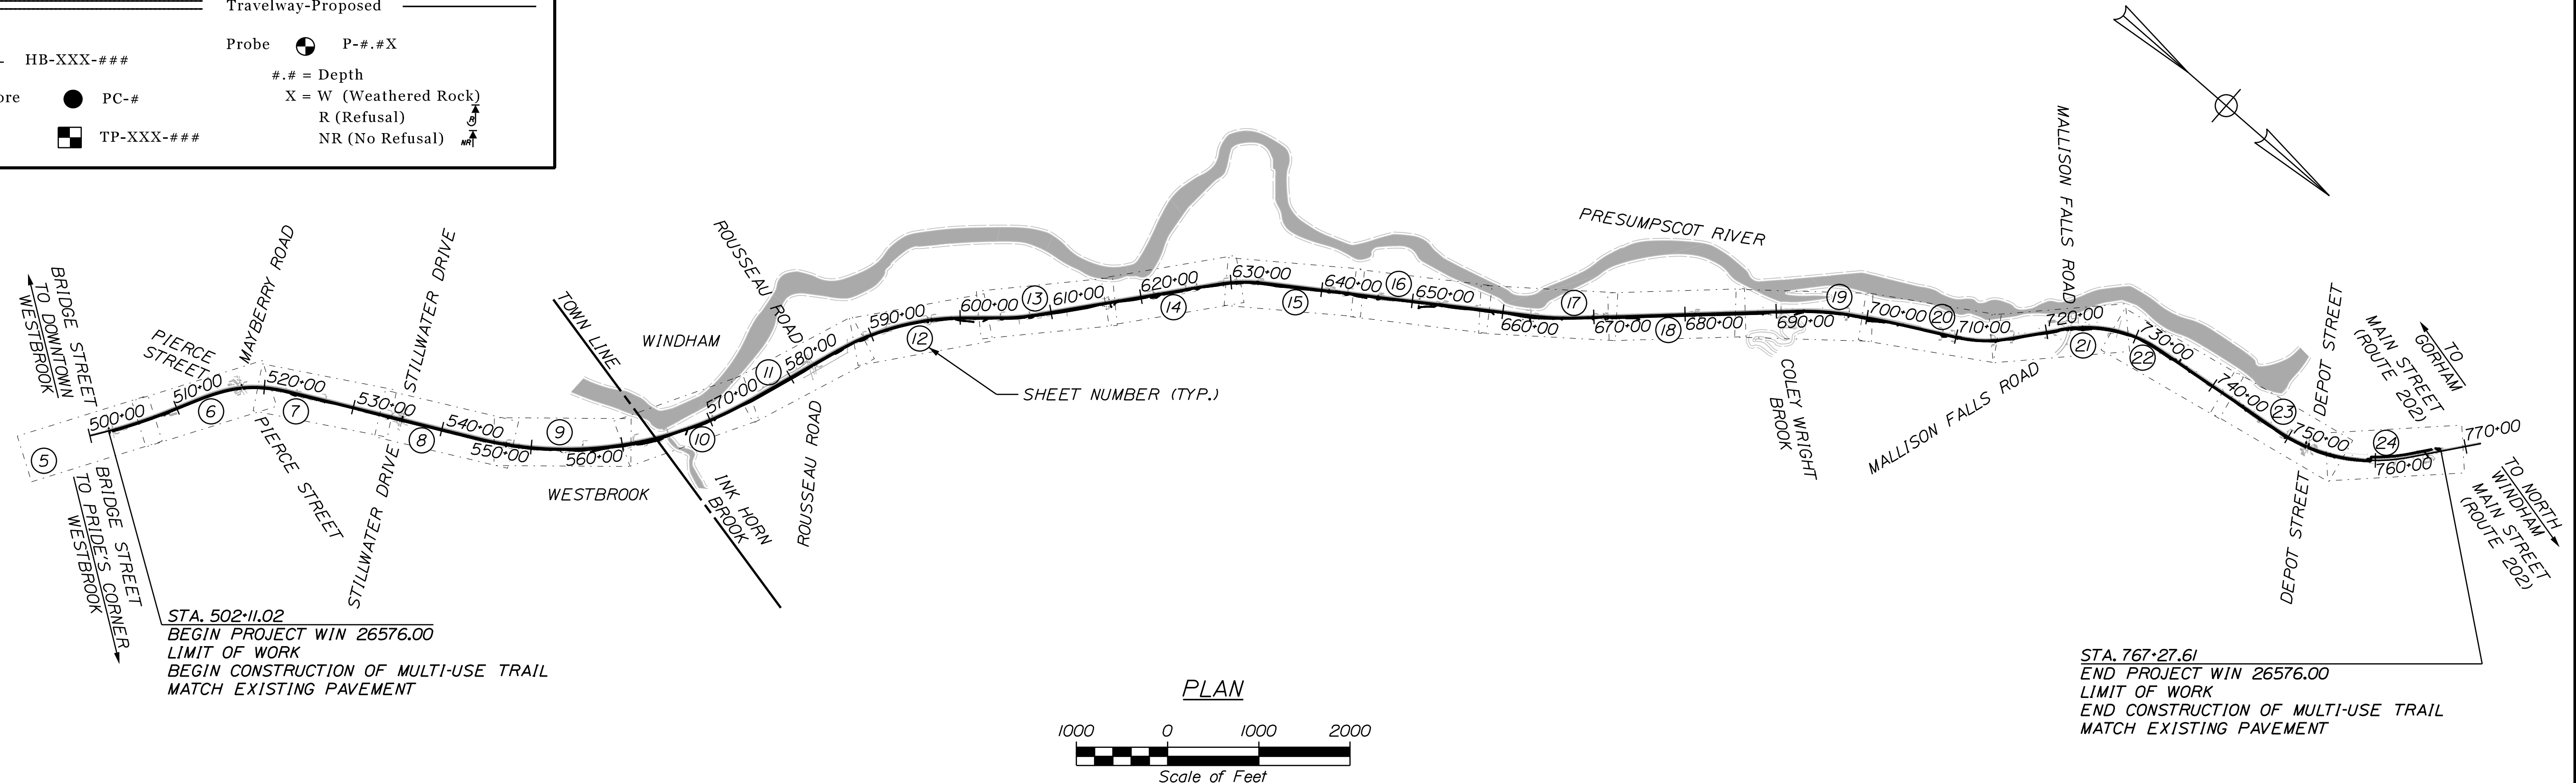 Travelway-Proposed
HB-XXX-###
Probe P-#.#X
#.# = Depth
X = W (Weathered Rock)
R (Refusal)
NR (No Refusal)
R
NR
ore PC-#
TP-XXX-###
BRIDGE STREET
TO DOWNTOWN
WESTBROOK
PIERCE
STREET
MAYBERRY ROAD
STILLWATER DRIVE
TOWN LINE
WINDHAM
ROUSSEAU ROAD
PRESUMPSCOT RIVER
MALLISON FALLS ROAD
DEPOT STREET
MAIN STREET
(ROUTE 202)
TO
GORHAM
500+00
510+00
520+00
530+00
540+00
550+00
560+00
570+00
580+00
590+00
600+00
610+00
620+00
630+00
640+00
650+00
660+00
670+00
680+00
690+00
700+00
710+00
720+00
730+00
740+00
750+00
760+00
770+00
5
6
7
8
9
10
11
12
13
14
15
16
17
18
19
20
21
22
23
24
SHEET NUMBER (TYP.)
BRIDGE STREET
TO PRIDE'S CORNER
WESTBROOK
PIERCE STREET
STILLWATER DRIVE
WESTBROOK
INK HORN
BROOK
ROUSSEAU ROAD
COLEY WRIGHT
BROOK
MALLISON FALLS ROAD
DEPOT STREET
TO NORTH
WINDHAM
MAIN STREET
(ROUTE 202)
STA. 502+11.02
BEGIN PROJECT WIN 26576.00
LIMIT OF WORK
BEGIN CONSTRUCTION OF MULTI-USE TRAIL
MATCH EXISTING PAVEMENT
STA. 767+27.61
END PROJECT WIN 26576.00
LIMIT OF WORK
END CONSTRUCTION OF MULTI-USE TRAIL
MATCH EXISTING PAVEMENT
PLAN
1000 0 1000 2000
Scale of Feet